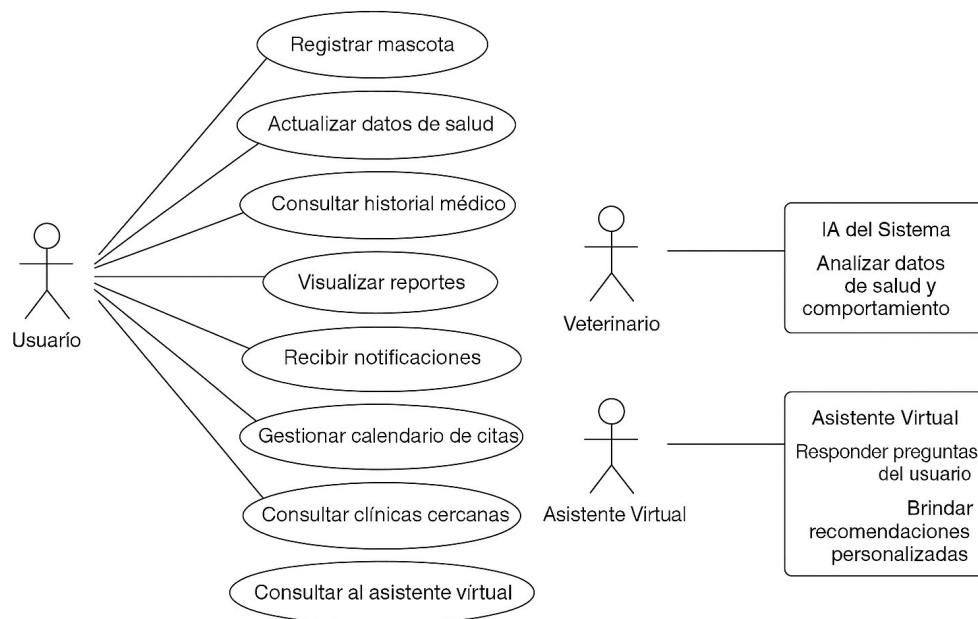 Registrar mascota
Actualizar datos de salud
Consultar historial médico
Visualizar reportes
Recibir notificaciones
Gestionar calendario de citas
Consultar clínicas cercanas
Consultar al asistente vírtual
Usuarío
Veterinario
IA del Sistema
Analizar datos
de salud y
comportamiento
Asistente Virtual
Asistente Virtual
Responder preguntas
del usuario
Brindar
recomendaciones
personalizadas